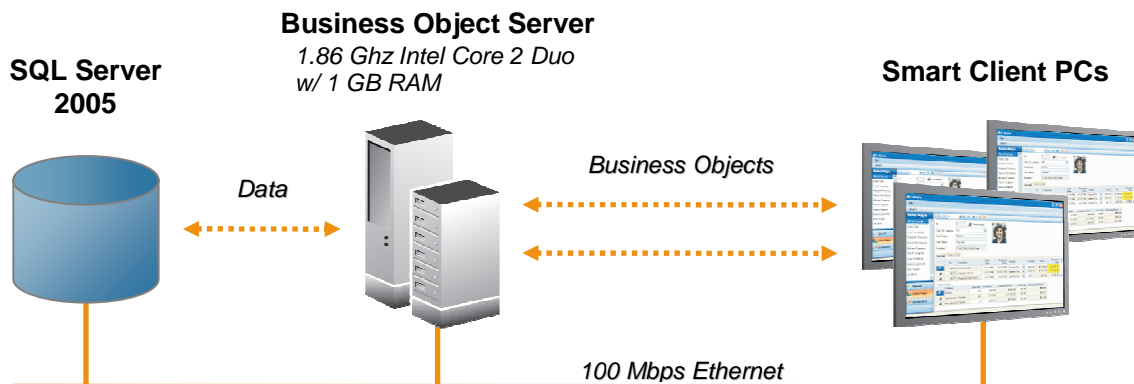 Business Object Server
1.86 Ghz Intel Core 2 Duo
w/ 1 GB RAM
SQL Server
2005
Smart Client PCs
Data
Business Objects
100 Mbps Ethernet